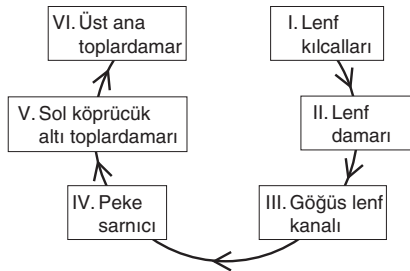 VI. Üst ana
toplardamar
I. Lenf
kılcalları
V. Sol köprücük
altı toplardamarı
II. Lenf
damarı
IV. Peke
sarnıcı
III. Göğüs lenf
kanalı